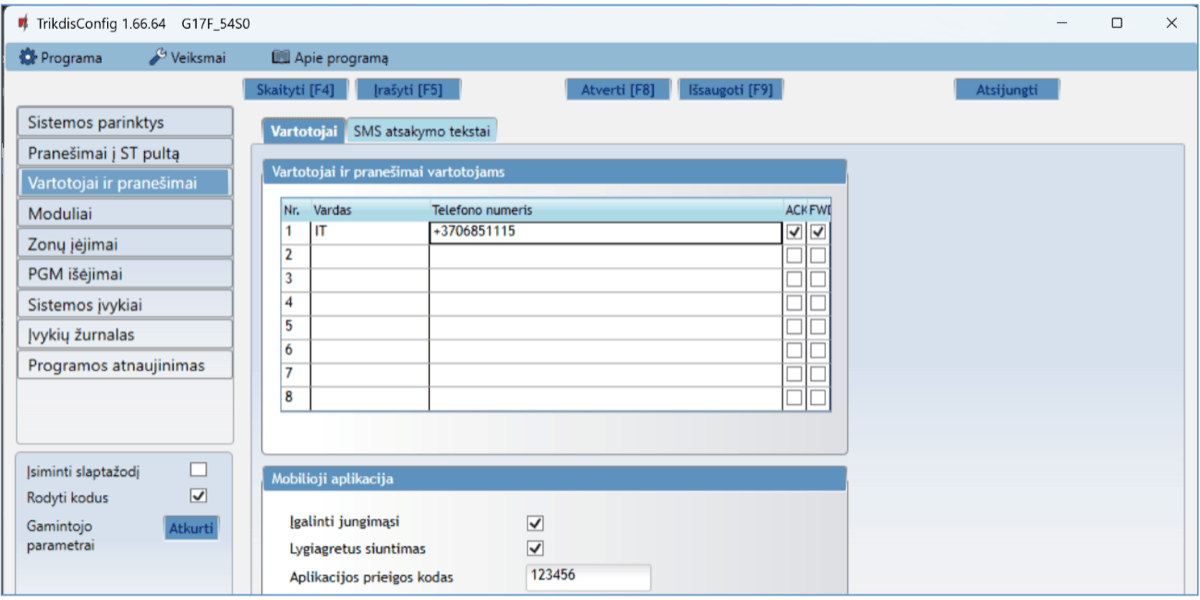 TrikdisConfig 1.66.64 G17F_54S0
Programa Veiksmai Apie programą
Skaityti [F4] Įrašyti [F5] Atverti [F8] Išsaugoti [F9] Atsijungti
Sistemos parinktys
Pranešimai į ST pultą
Vartotojai ir pranešimai
Moduliai
Zonų įėjimai
PGM išėjimai
Sistemos įvykiai
Įvykių žurnalas
Programos atnaujinimas
Įsiminti slaptažodį
Rodyti kodus
Gamintojo
parametrai
Atkurti
Vartotojai SMS atsakymo tekstai
Vartotojai ir pranešimai vartotojams
Nr. Vardas Telefono numeris ACK FWD
1 IT +3706851115
2
3
4
5
6
7
8
Mobilioji aplikacija
Įgalinti jungimąsi
Lygiagretus siuntimas
Aplikacijos prieigos kodas 123456